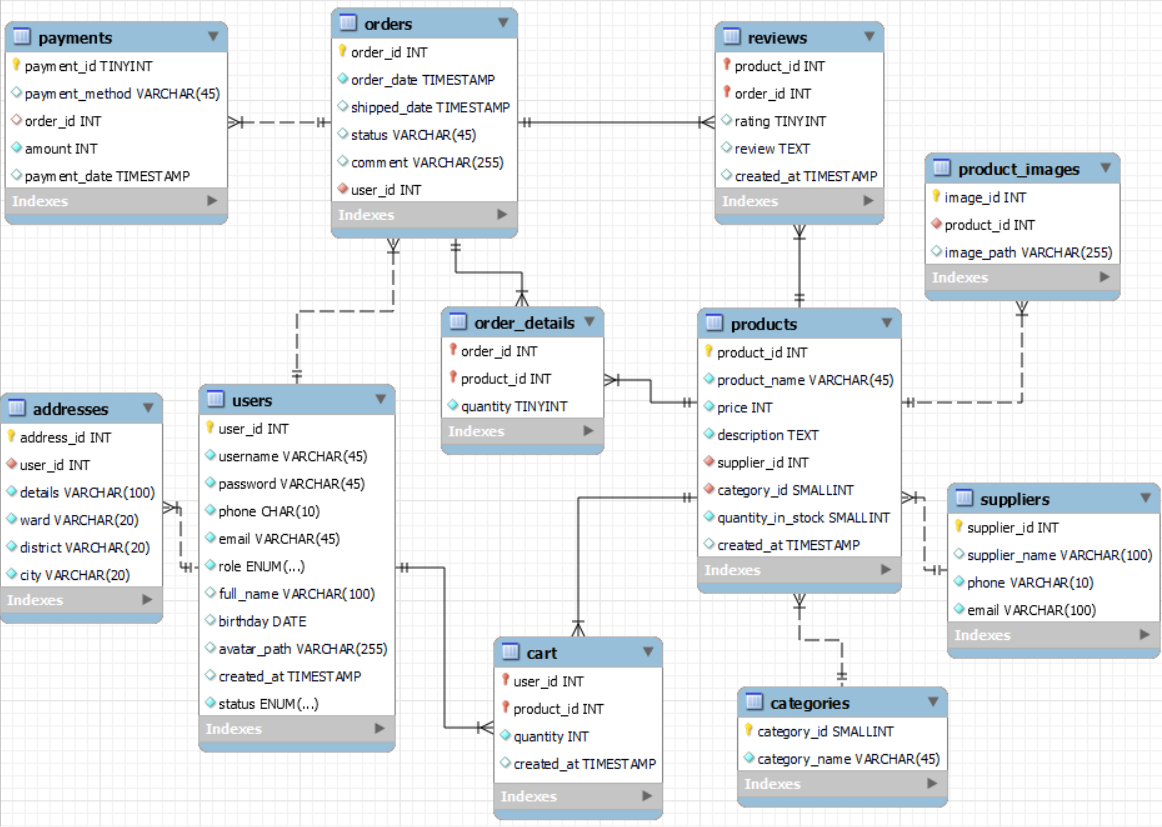 payments
payment_id TINYINT
payment_method VARCHAR(45)
order_id INT
amount INT
payment_date TIMESTAMP
Indexes
orders
order_id INT
order_date TIMESTAMP
shipped_date TIMESTAMP
status VARCHAR(45)
comment VARCHAR(255)
user_id INT
Indexes
reviews
product_id INT
order_id INT
rating TINYINT
review TEXT
created_at TIMESTAMP
Indexes
product_images
image_id INT
product_id INT
image_path VARCHAR(255)
Indexes
order_details
order_id INT
product_id INT
quantity TINYINT
Indexes
products
product_id INT
product_name VARCHAR(45)
price INT
description TEXT
supplier_id INT
category_id SMALLINT
quantity_in_stock SMALLINT
created_at TIMESTAMP
Indexes
addresses
address_id INT
user_id INT
details VARCHAR(100)
ward VARCHAR(20)
district VARCHAR(20)
city VARCHAR(20)
Indexes
users
user_id INT
username VARCHAR(45)
password VARCHAR(45)
phone CHAR(10)
email VARCHAR(45)
role ENUM(...)
full_name VARCHAR(100)
birthday DATE
avatar_path VARCHAR(255)
created_at TIMESTAMP
status ENUM(...)
Indexes
suppliers
supplier_id INT
supplier_name VARCHAR(100)
phone VARCHAR(10)
email VARCHAR(100)
Indexes
cart
user_id INT
product_id INT
quantity INT
created_at TIMESTAMP
Indexes
categories
category_id SMALLINT
category_name VARCHAR(45)
Indexes